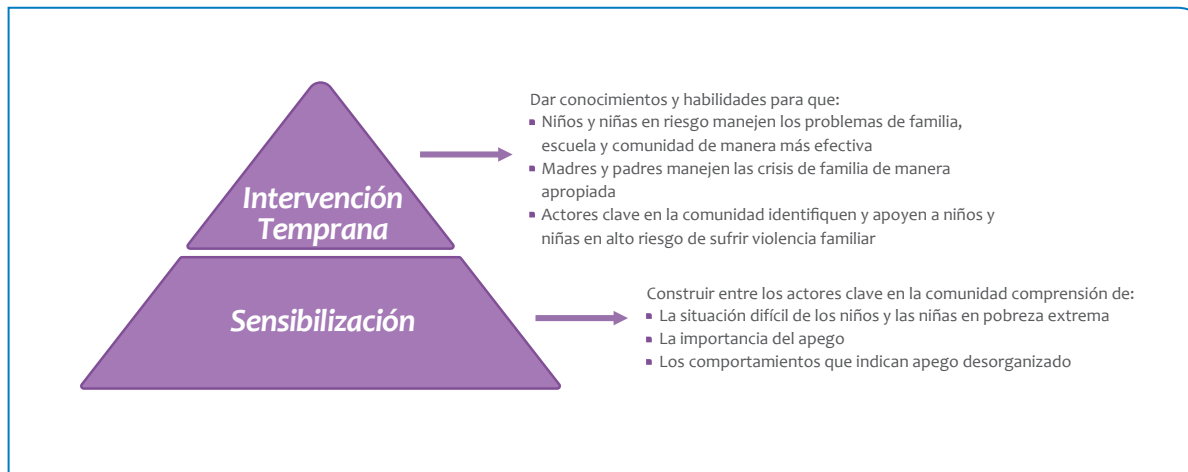 Dar conocimientos y habilidades para que:
▪ Niños y niñas en riesgo manejen los problemas de familia,
escuela y comunidad de manera más efectiva
▪ Madres y padres manejen las crisis de familia de manera
apropiada
▪ Actores clave en la comunidad identifiquen y apoyen a niños y
niñas en alto riesgo de sufrir violencia familiar
Intervención
Temprana
Construir entre los actores clave en la comunidad comprensión de:
▪ La situación difícil de los niños y las niñas en pobreza extrema
▪ La importancia del apego
▪ Los comportamientos que indican apego desorganizado
Sensibilización